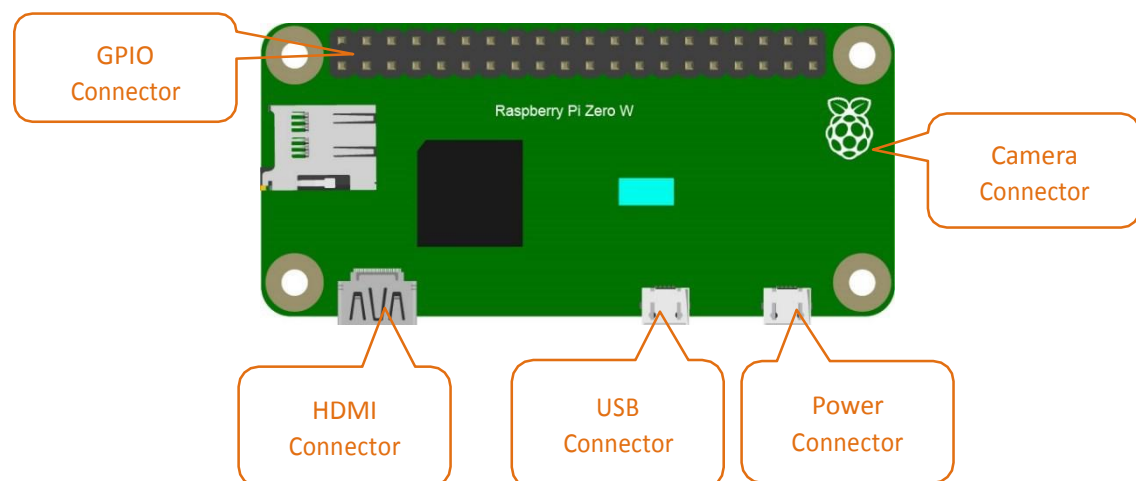 GPIO
Connector
Raspberry Pi Zero W
Camera
Connector
HDMI
Connector
USB
Connector
Power
Connector